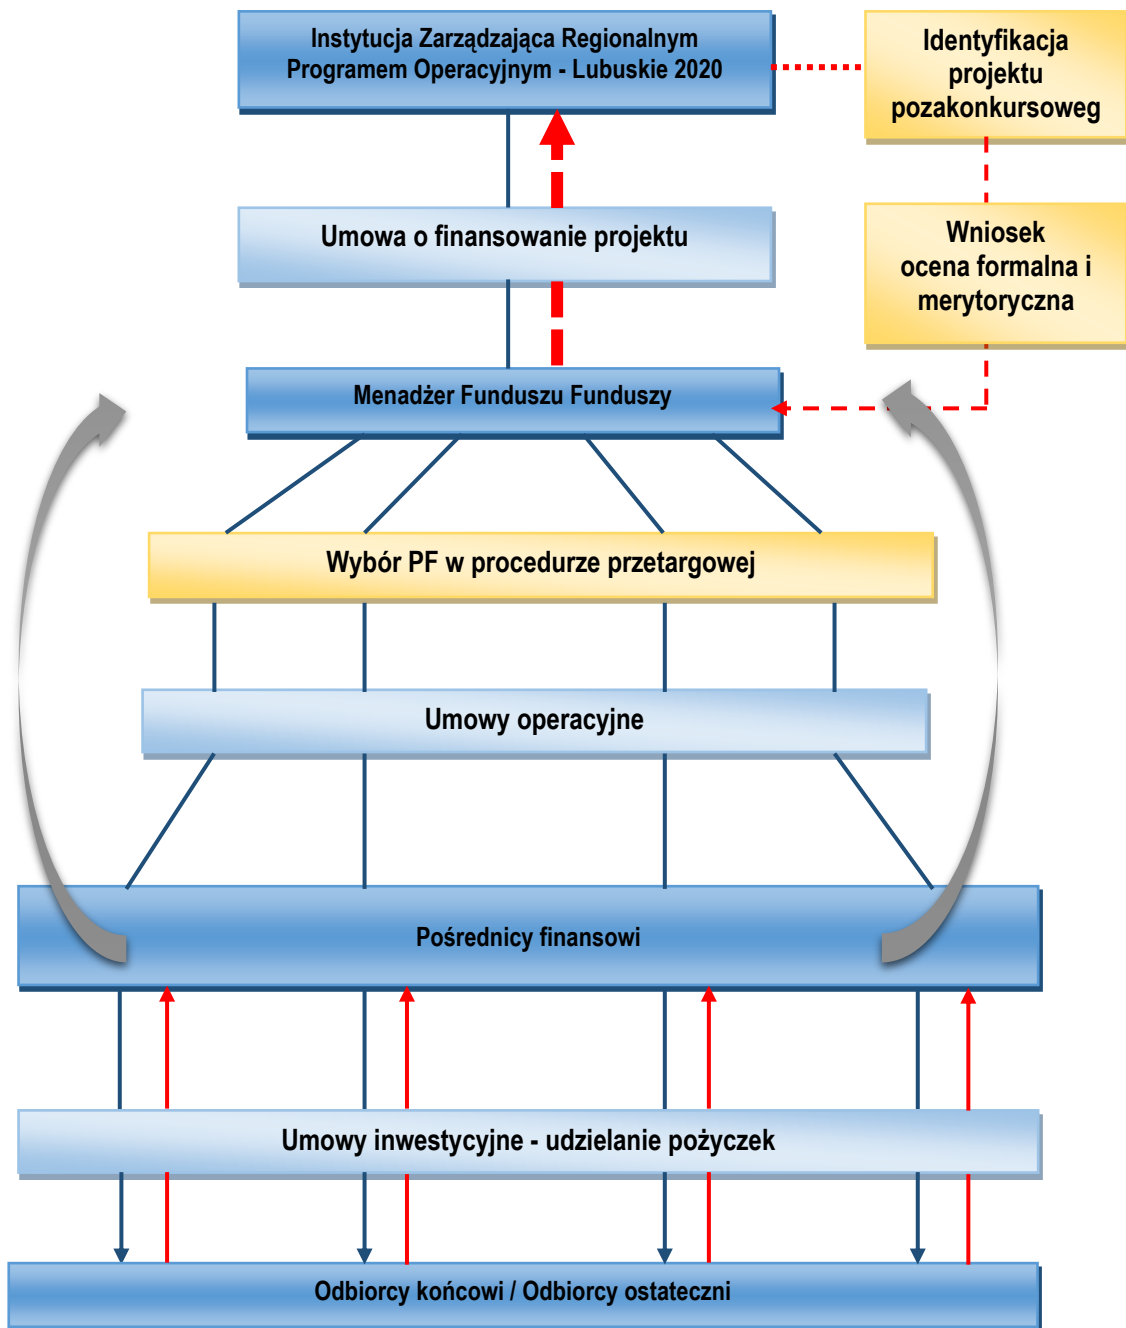 Instytucja Zarządzająca Regionalnym
Programem Operacyjnym - Lubuskie 2020
Identyfikacja
projektu
pozakonkursoweg
Umowa o finansowanie projektu
Wniosek
ocena formalna i
merytoryczna
Menadżer Funduszu Funduszy
Wybór PF w procedurze przetargowej
Umowy operacyjne
Pośrednicy finansowi
Umowy inwestycyjne - udzielanie pożyczek
Odbiorcy końcowi / Odbiorcy ostateczni